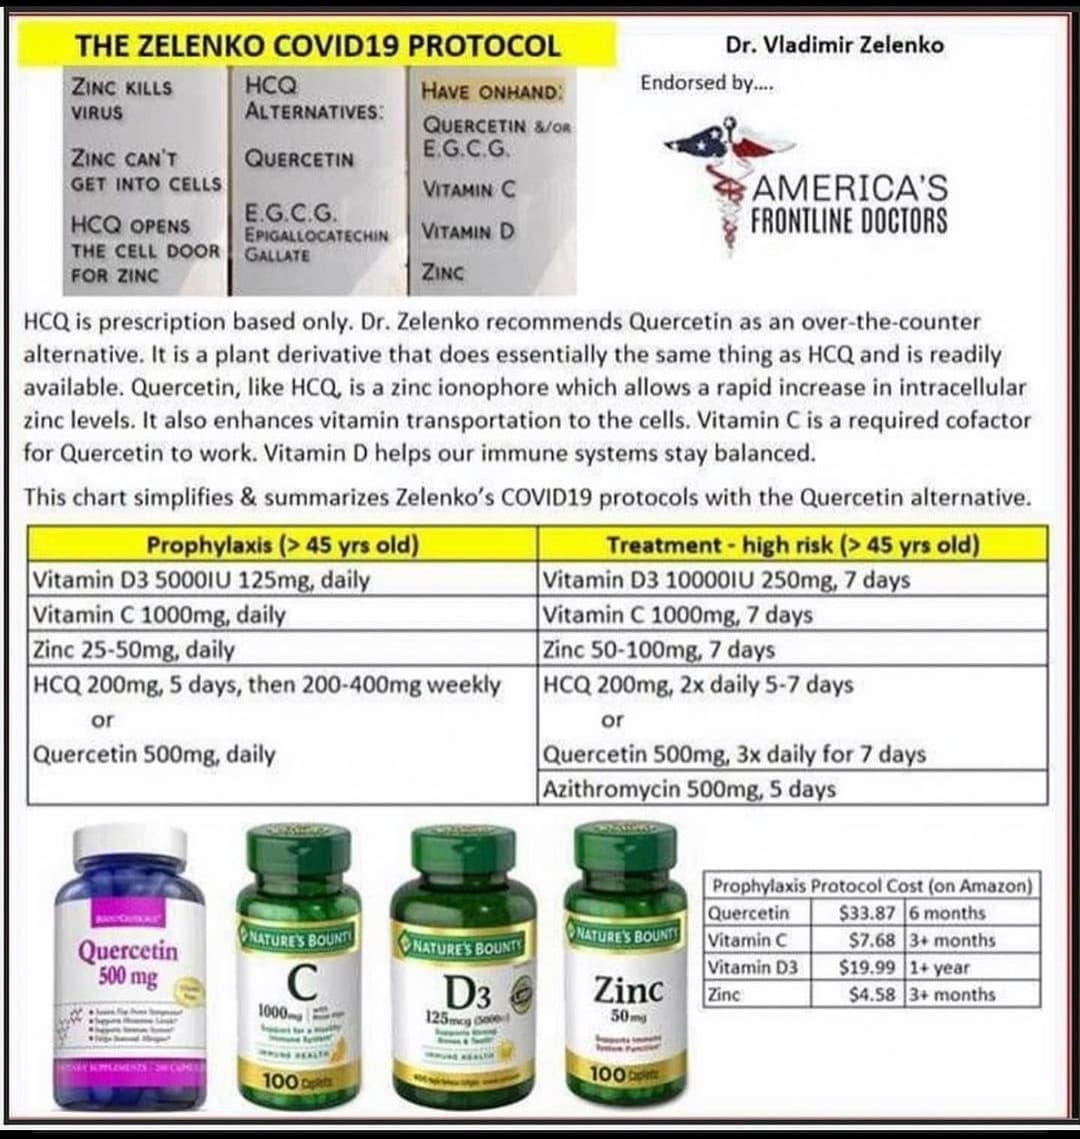 THE ZELENKO COVID19 PROTOCOL
Dr. Vladimir Zelenko
Endorsed by....
AMERICA'S
FRONTLINE DOCTORS
ZINC KILLS
VIRUS
ZINC CAN'T
GET INTO CELLS
HCQ OPENS
THE CELL DOOR
FOR ZINC
HCQ
ALTERNATIVES:
QUERCETIN
E.G.C.G.
EPIGALLOCATECHIN
GALLATE
HAVE ONHAND:
QUERCETIN &/OR
E.G.C.G.
VITAMIN C
VITAMIN D
ZINC
HCQ is prescription based only. Dr. Zelenko recommends Quercetin as an over-the-counter
alternative. It is a plant derivative that does essentially the same thing as HCQ and is readily
available. Quercetin, like HCQ, is a zinc ionophore which allows a rapid increase in intracellular
zinc levels. It also enhances vitamin transportation to the cells. Vitamin C is a required cofactor
for Quercetin to work. Vitamin D helps our immune systems stay balanced.
This chart simplifies & summarizes Zelenko's COVID19 protocols with the Quercetin alternative.
Prophylaxis (> 45 yrs old)
Vitamin D3 5000IU 125mg, daily
Vitamin C 1000mg, daily
Zinc 25-50mg, daily
HCQ 200mg, 5 days, then 200-400mg weekly
or
Quercetin 500mg, daily
Treatment - high risk (> 45 yrs old)
Vitamin D3 10000IU 250mg, 7 days
Vitamin C 1000mg, 7 days
Zinc 50-100mg, 7 days
HCQ 200mg, 2x daily 5-7 days
or
Quercetin 500mg, 3x daily for 7 days
Azithromycin 500mg, 5 days
Quercetin
500 mg
NATURE'S BOUNTY
C
1000mg
IMMUNE HEALTH
100
NATURE'S BOUNTY
D3
125mcg
IMMUNE HEALTH
NATURE'S BOUNTY
Zinc
50mg
100
Prophylaxis Protocol Cost (on Amazon)
Quercetin $33.87 6 months
Vitamin C $7.68 3+ months
Vitamin D3 $19.99 1+ year
Zinc $4.58 3+ months